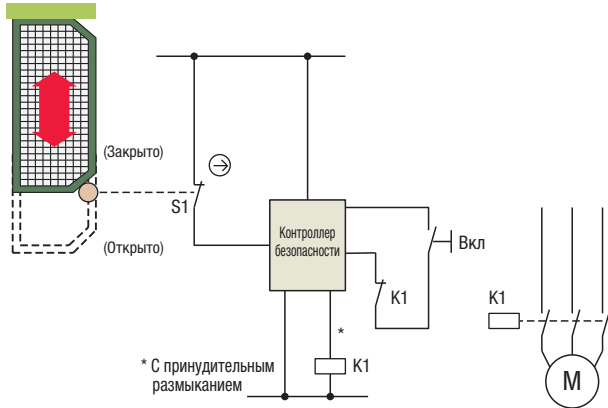 (Закрыто)
S1
(Открыто)
Контроллер
безопасности
Вкл
K1
*
K1
* С принудительным
размыканием
K1
M